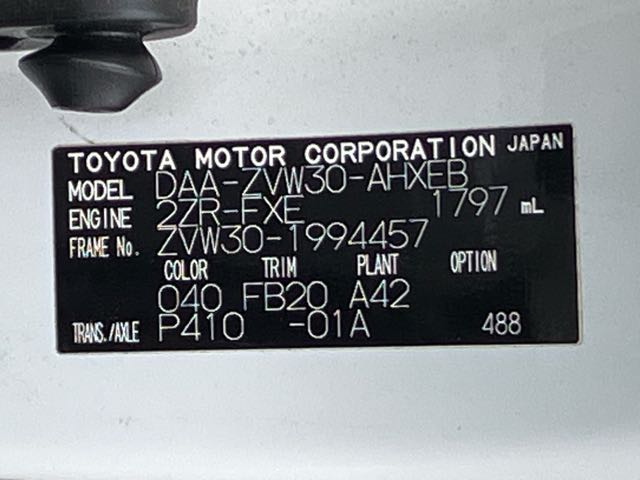 TOYOTA MOTOR CORPORATION JAPAN
MODEL DAA-ZVW30-AHXEB
ENGINE 2ZR-FXE 1797 mL
FRAME No. ZVW30-1994457
COLOR TRIM PLANT OPTION
040 FB20 A42
TRANS./AXLE P410 -01A 488